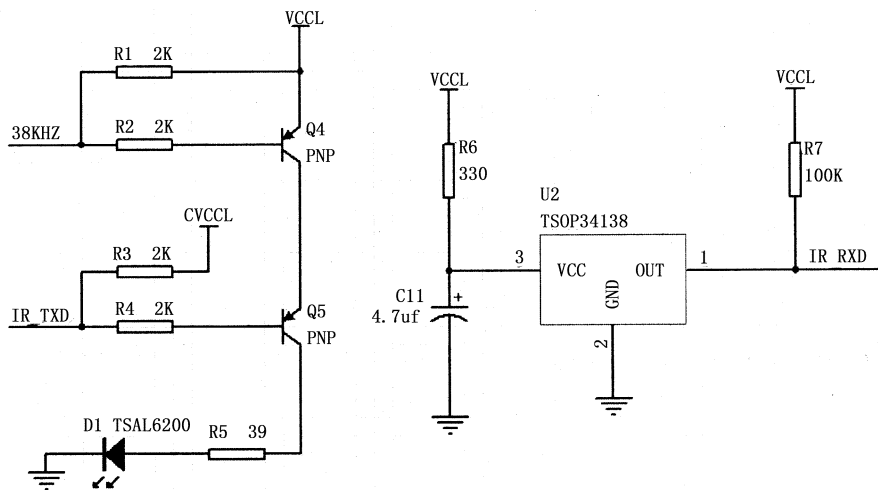 VCCL
R1 2K
38KHZ
R2 2K
Q4
PNP
CVCCL
R3 2K
IR_TXD
R4 2K
Q5
PNP
D1 TSAL6200
R5 39
VCCL
R6
330
C11
+
4.7uf
U2
TSOP34138
3
VCC
OUT
GND
1
2
VCCL
R7
100K
IR RXD